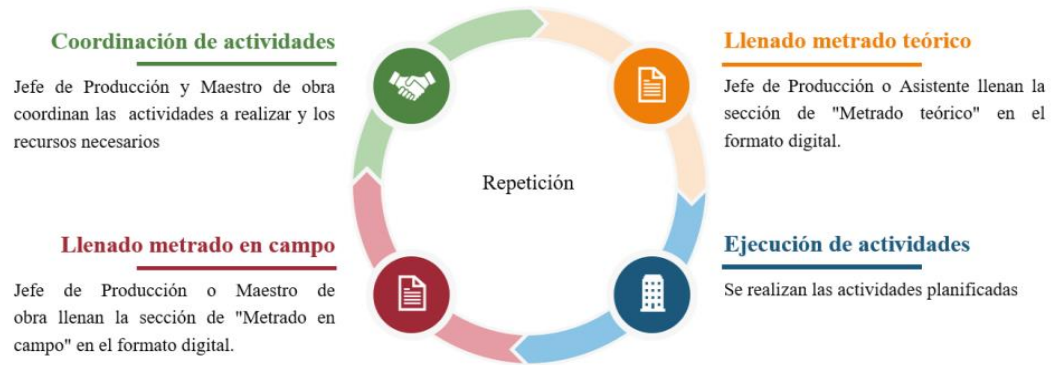 Coordinación de actividades
Jefe de Producción y Maestro de obra
coordinan las actividades a realizar y los
recursos necesarios
Llenado metrado teórico
Jefe de Producción o Asistente llenan la
sección de "Metrado teórico" en el
formato digital.
Repetición
Llenado metrado en campo
Jefe de Producción o Maestro de
obra llenan la sección de "Metrado en
campo" en el formato digital.
Ejecución de actividades
Se realizan las actividades planificadas